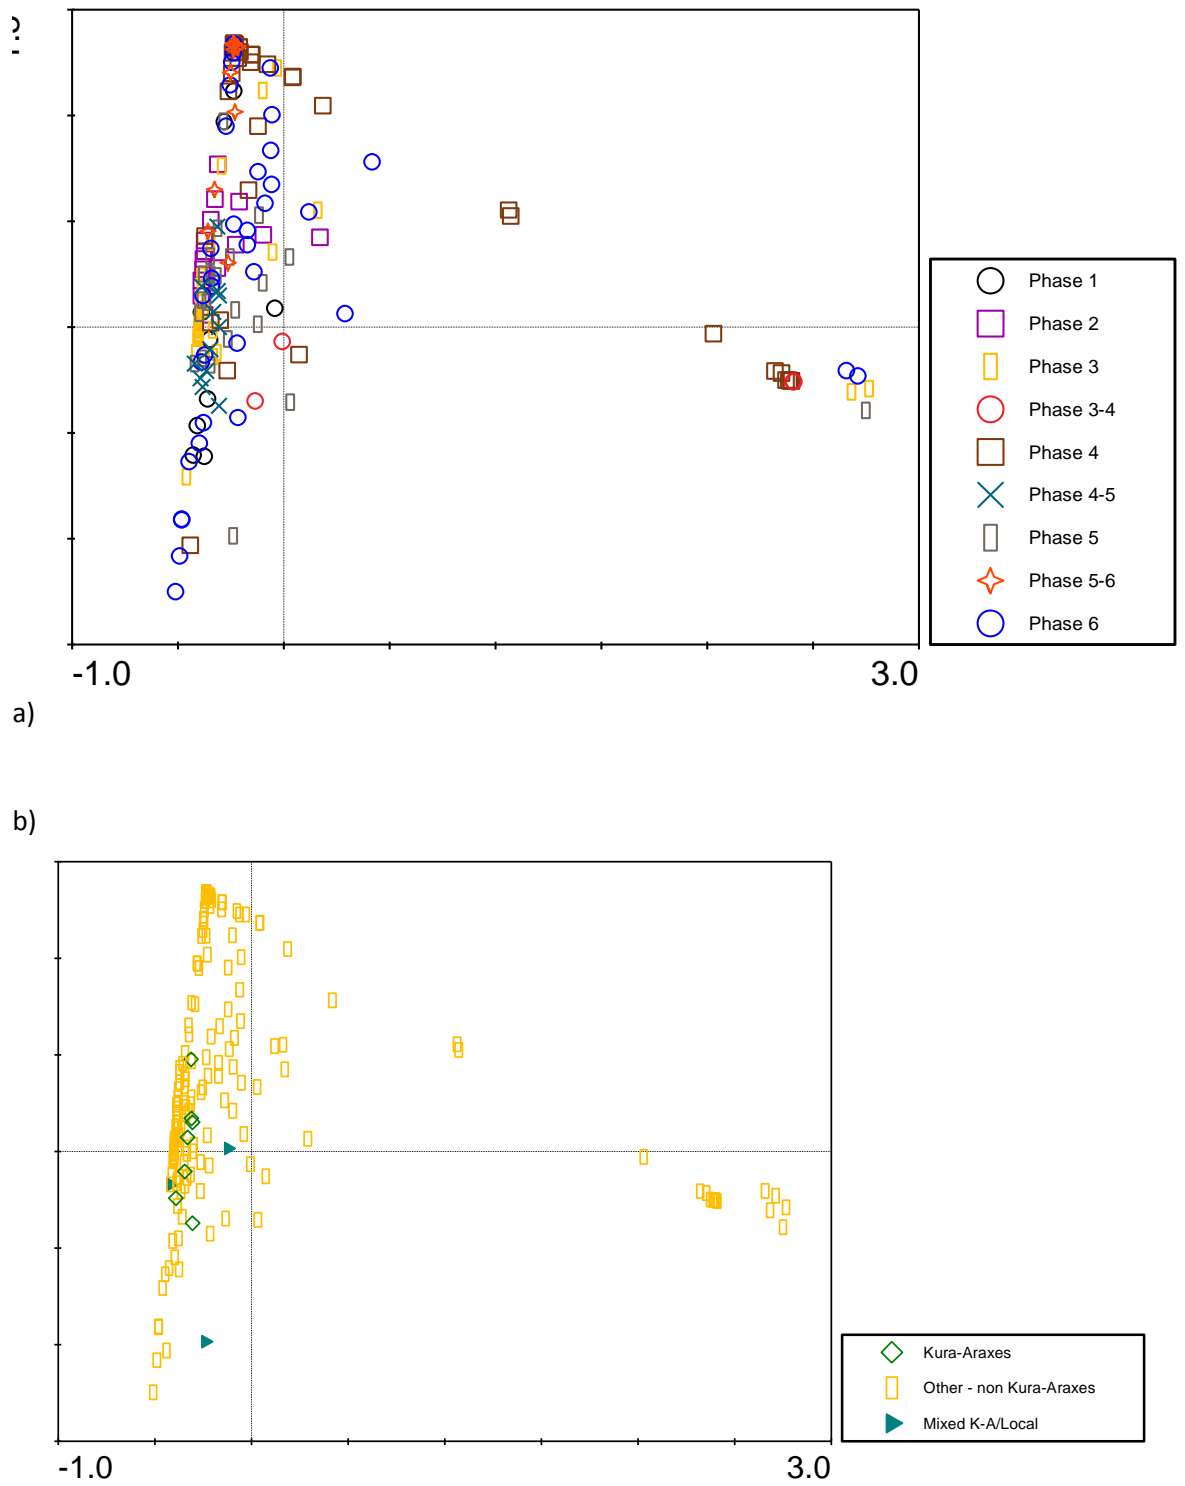 Phase 1
Phase 2
Phase 3
Phase 3-4
Phase 4
Phase 4-5
Phase 5
Phase 5-6
Phase 6
-1.0 3.0
a)
b)
Kura-Araxes
Other - non Kura-Araxes
Mixed K-A/Local
-1.0 3.0